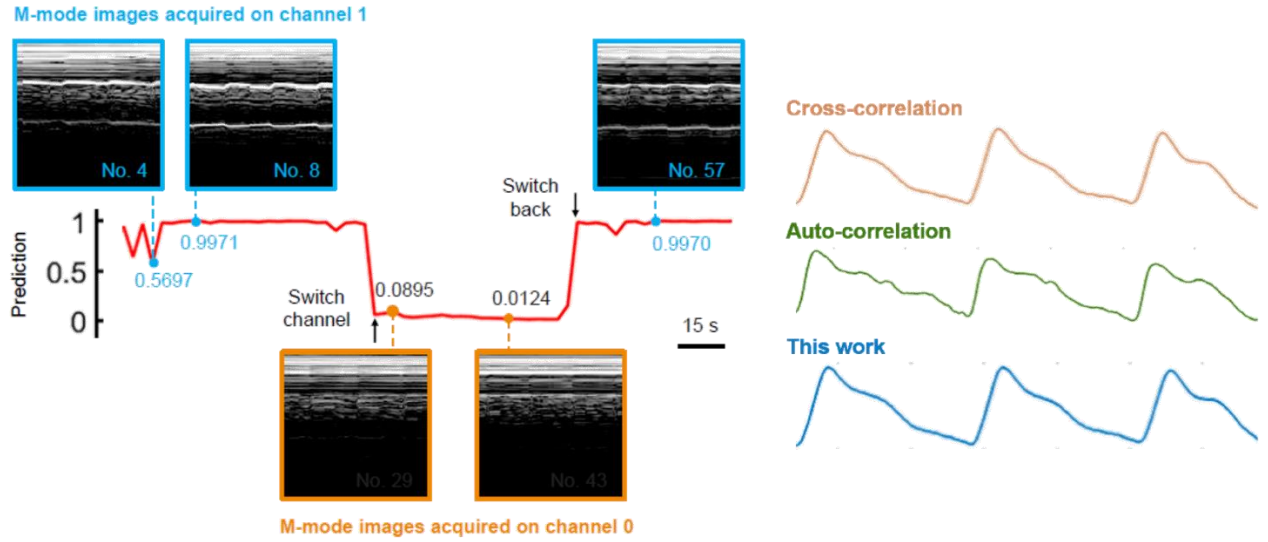 M-mode images acquired on channel 1
No. 4
No. 8
No. 57
Switch
back
Prediction
1
0.5
0
0.9971
0.5697
0.9970
Switch
channel
0.0895
0.0124
15 s
No. 29
No. 43
M-mode images acquired on channel 0
Cross-correlation
Auto-correlation
This work